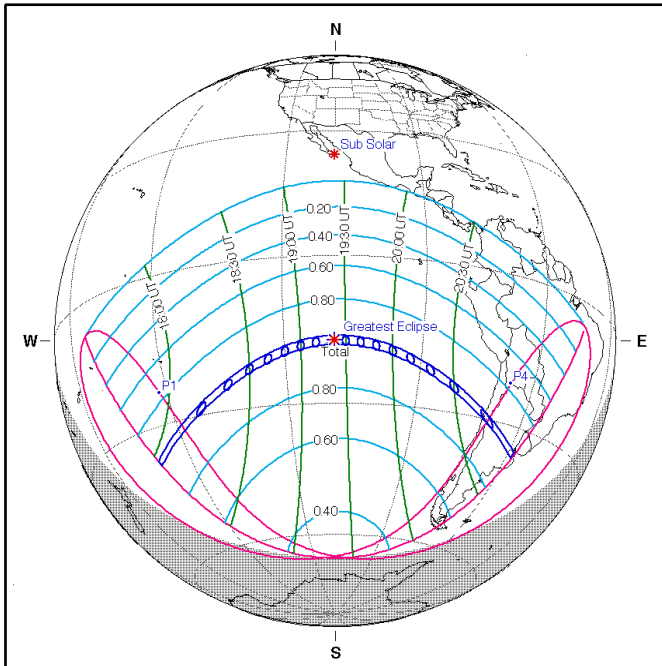 N
Sub Solar
0.20
0.40
0.60
0.80
18:00 UT
18:30 UT
19:00 UT
19:30 UT
20:00 UT
20:30 UT
W
Greatest Eclipse
Total
E
P1
P4
0.80
0.60
0.40
S